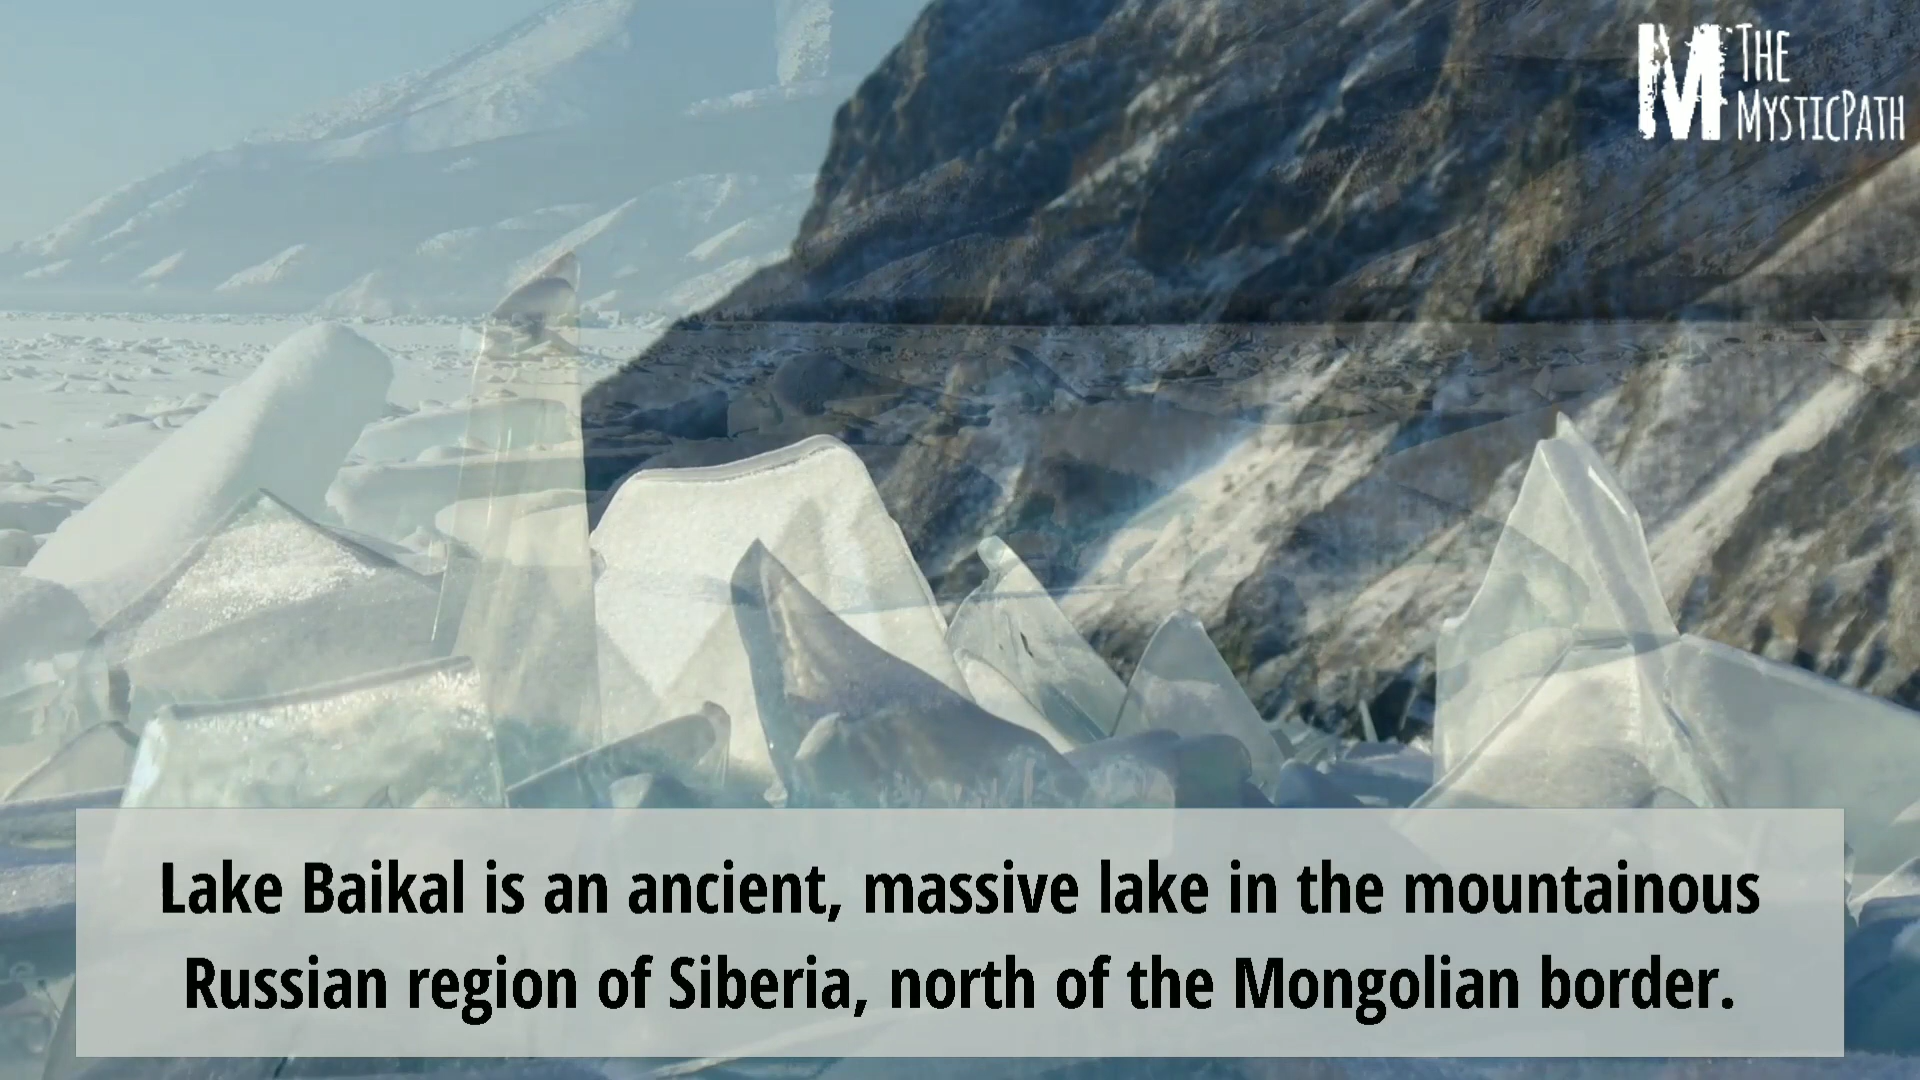 THE
MYSTICPATH
Lake Baikal is an ancient, massive lake in the mountainous
Russian region of Siberia, north of the Mongolian border.